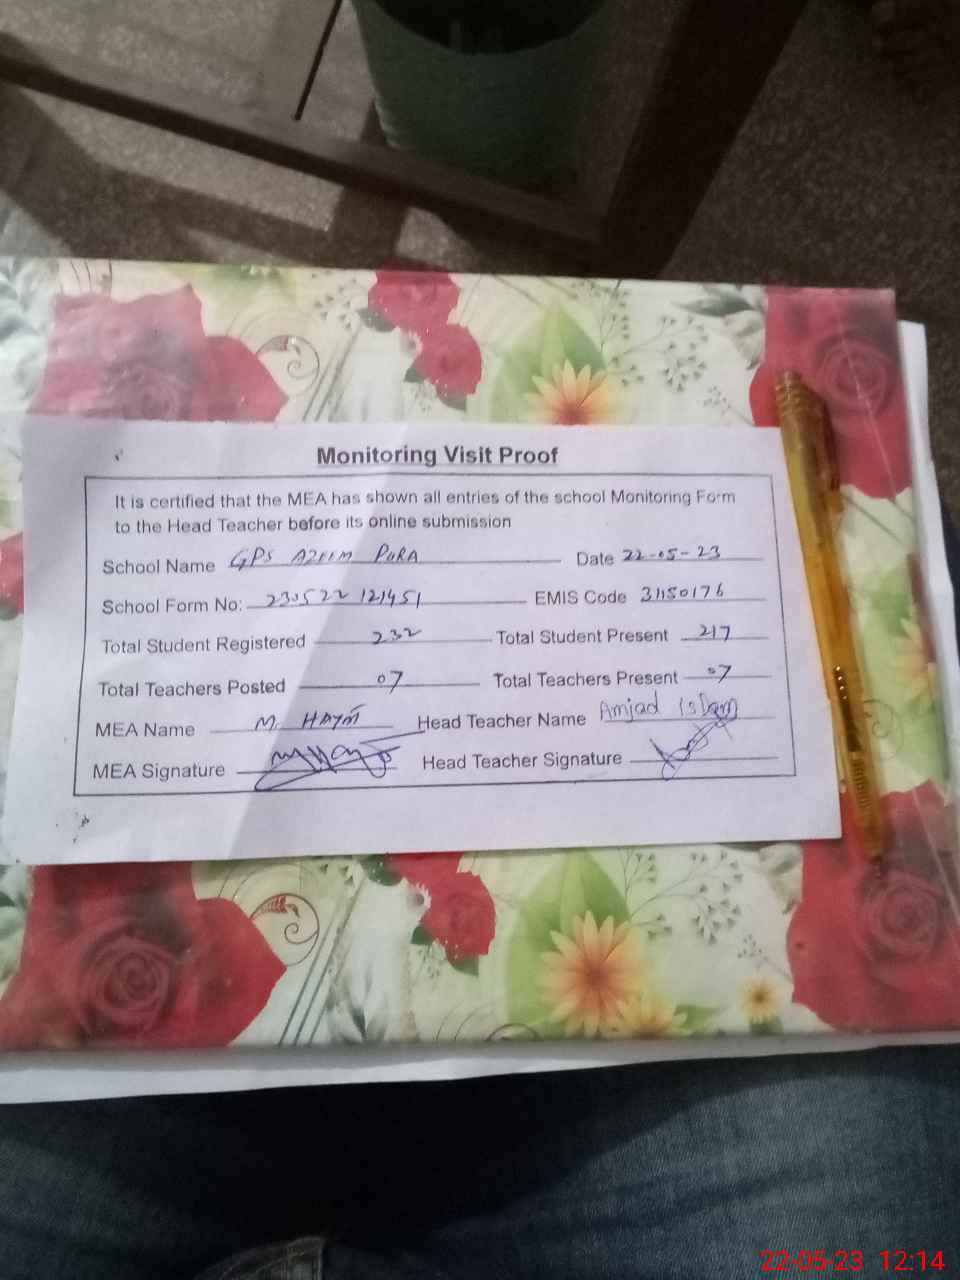 Monitoring Visit Proof
It is certified that the MEA has shown all entries of the school Monitoring Form
to the Head Teacher before its online submission
School Name GPS AZEEM PURA Date 22-05-23
School Form No: 230522121451 EMIS Code 31150176
Total Student Registered 232 Total Student Present 217
Total Teachers Posted 07 Total Teachers Present 07
MEA Name M. Head Teacher Name Amjad Islam
MEA Signature Head Teacher Signature
22-05-23 12:14